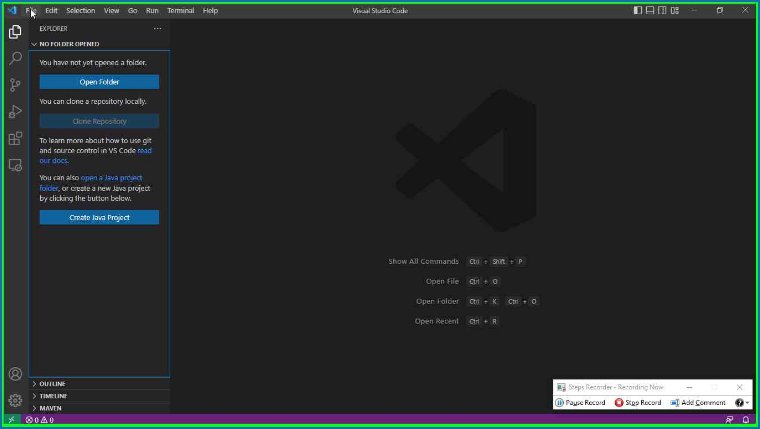 File Edit Selection View Go Run Terminal Help Visual Studio Code
EXPLORER ...
NO FOLDER OPENED
You have not yet opened a folder.
Open Folder
You can clone a repository locally.
Clone Repository
To learn more about how to use git
and source control in VS Code read
our docs.
You can also open a Java project
folder, or create a new Java project
by clicking the button below.
Create Java Project
Show All Commands Ctrl + Shift + P
Open File Ctrl + O
Open Folder Ctrl + K Ctrl + O
Open Recent Ctrl + R
OUTLINE
TIMELINE
MAVEN
Steps Recorder - Recording Now
Pause Record Stop Record Add Comment
0 0